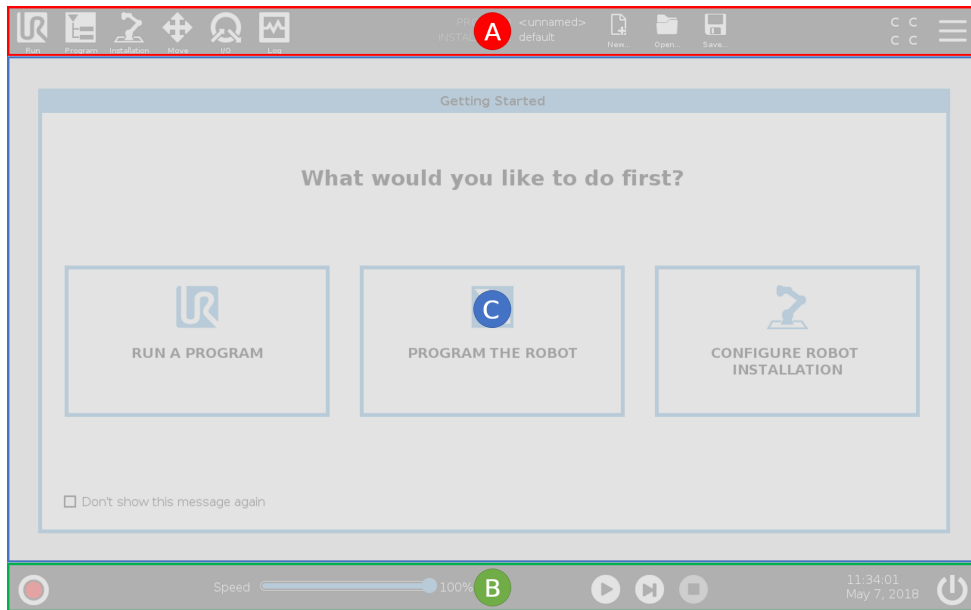 PRO <unnamed>
INSTAL default
A
C C
C C
Run Program Installation Move I/O Log New... Open... Save...
Getting Started
What would you like to do first?
C
RUN A PROGRAM
PROGRAM THE ROBOT
CONFIGURE ROBOT
INSTALLATION
Don't show this message again
Speed 100%
B
11:34:01
May 7, 2018